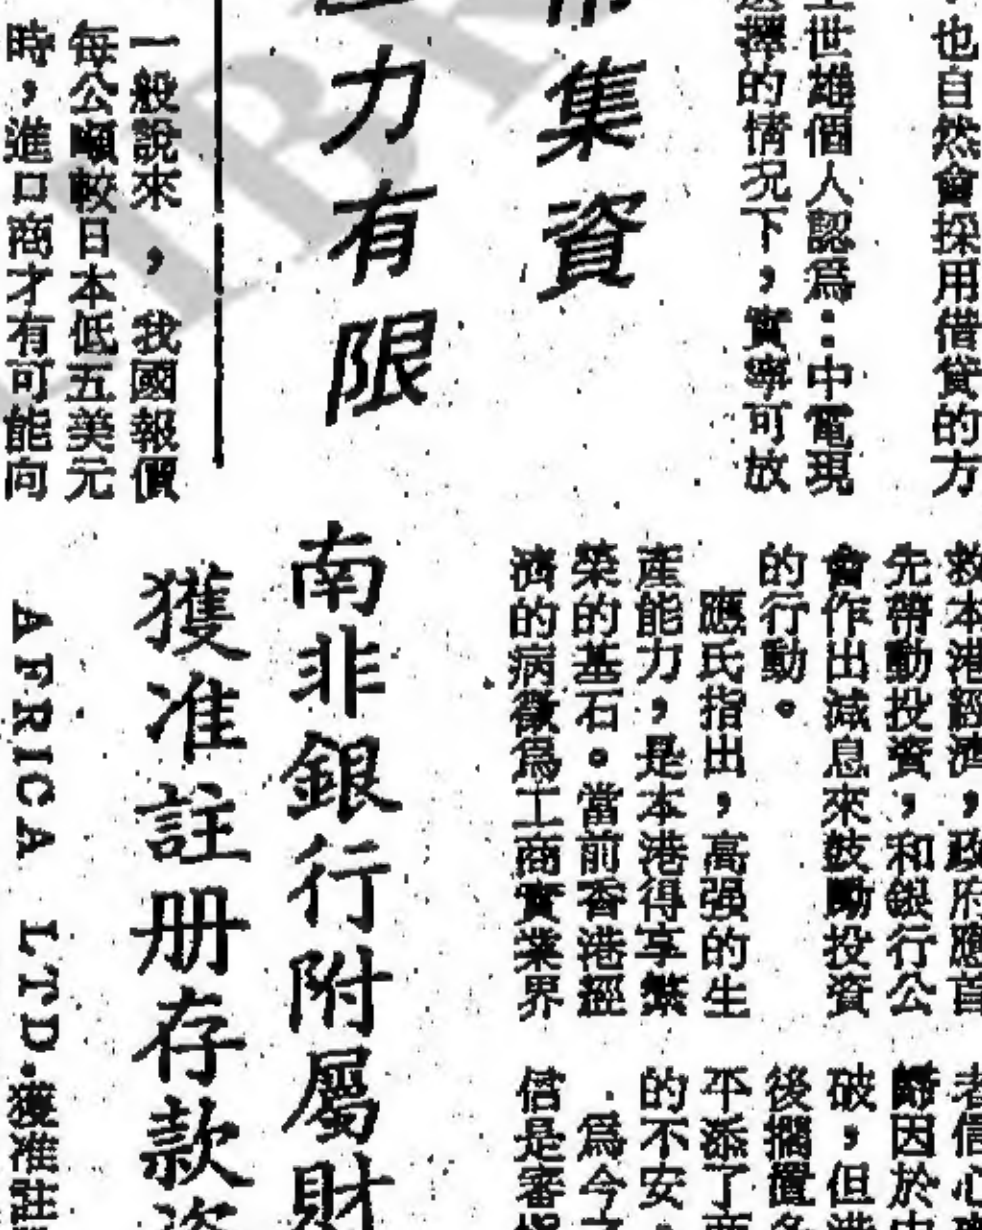 也自然會採用借貸的方
世雄個人認爲：中電現
選擇的情況下，實寧可放
集資
力有限
一般說來，我國報價
每公噸較日本低五美元
時，進口商才有可能向
救本港經濟，政府應首
先帶動投資，和銀行公
會作出減息來鼓勵投資
的行動。
應氏指出，高强的生
產能力，是本港得享繁
榮的基石。當前香港經
濟的病徵爲工商實業界
南非銀行附屬財
獲准註册存款
AFRICA LTD.獲准註
者信心
因於
破，但
後擱置
平添了
的不安。
爲今
信是審